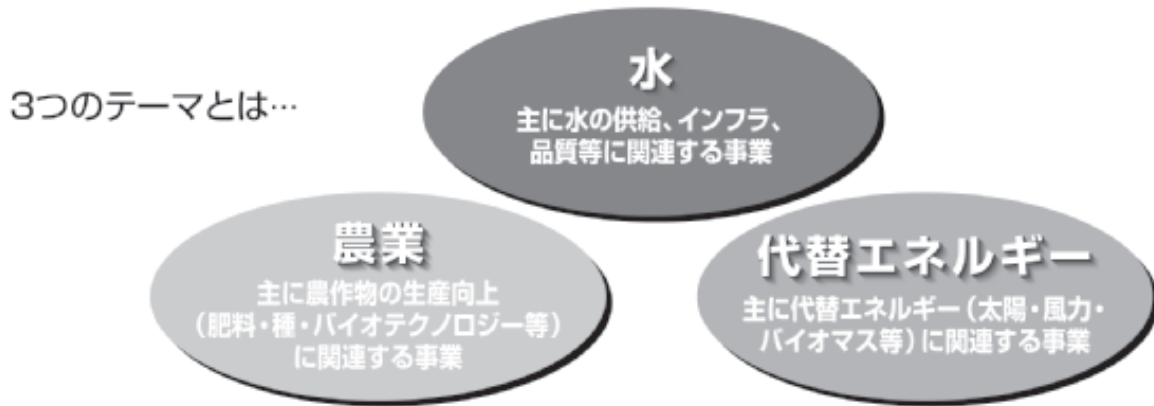 3つのテーマとは…
水
主に水の供給、インフラ、
品質等に関連する事業
農業
主に農作物の生産向上
（肥料・種・バイオテクノロジー等）
に関連する事業
代替エネルギー
主に代替エネルギー（太陽・風力・
バイオマス等）に関連する事業